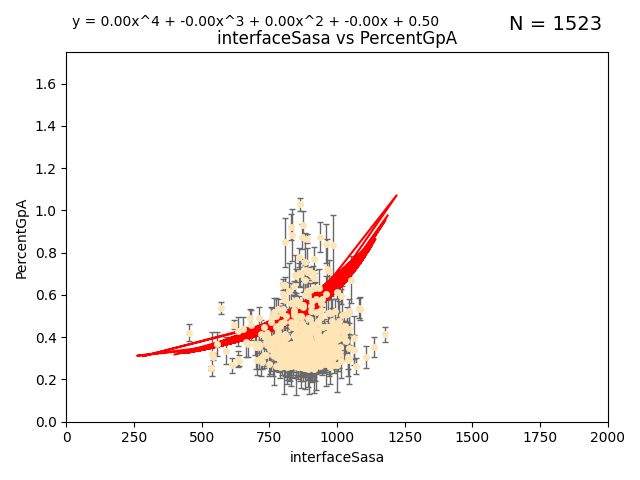 y = 0.00x^4 + -0.00x^3 + 0.00x^2 + -0.00x + 0.50
N = 1523
interfaceSasa vs PercentGpA
PercentGpA
1.6
1.4
1.2
1.0
0.8
0.6
0.4
0.2
0.0
0 250 500 750 1000 1250 1500 1750 2000
interfaceSasa